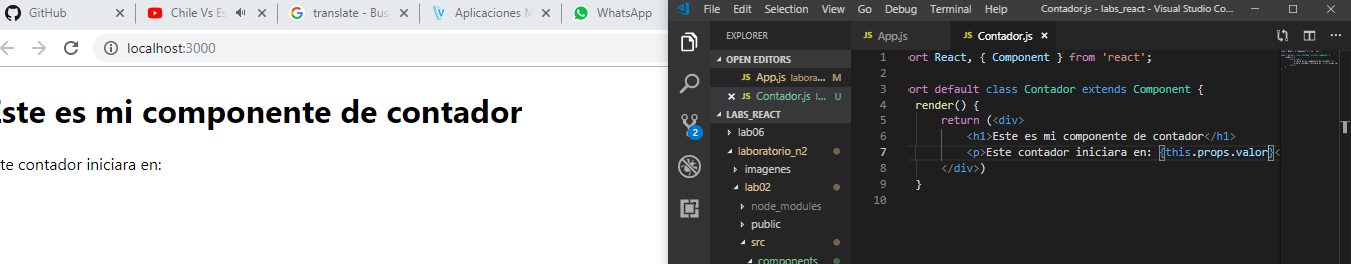 GitHub
Chile Vs Es
translate - Bus
Aplicaciones M
WhatsApp
localhost:3000
Este es mi componente de contador
te contador iniciara en:
File Edit Selection View Go Debug Terminal Help
Contador.js - labs_react - Visual Studio Co...
EXPLORER
OPEN EDITORS
JS App.js labora... M
JS Contador.js l... U
LABS_REACT
lab06
laboratorio_n2
imagenes
lab02
node_modules
public
src
components
2
JS App.js
JS Contador.js
1 ort React, { Component } from 'react';
2
3 ort default class Contador extends Component {
4 render() {
5 return (<div>
6 <h1>Este es mi componente de contador</h1>
7 <p>Este contador iniciara en: {this.props.valor}<
8 </div>)
9 }
10